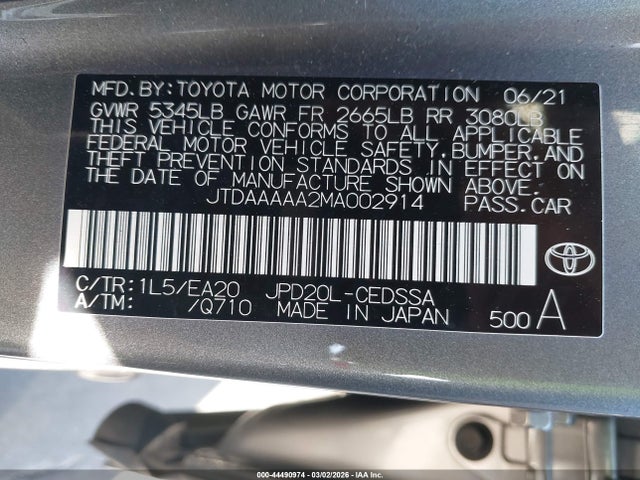 MFD.BY:TOYOTA MOTOR CORPORATION 06/21
GVWR 5345LB GAWR FR 2665LB RR 3080LB
THIS VEHICLE CONFORMS TO ALL APPLICABLE
FEDERAL MOTOR VEHICLE SAFETY,BUMPER,AND
THEFT PREVENTION STANDARDS IN EFFECT ON
THE DATE OF MANUFACTURE SHOWN ABOVE.
JTDAAAAA2MA002914 PASS.CAR
C/TR:1L5/EA20 JPD20L-CEDSSA
A/TM: /Q710 MADE IN JAPAN 500A
TOYOTA
000-44490974 | 03/02/2026 - IAA Inc.